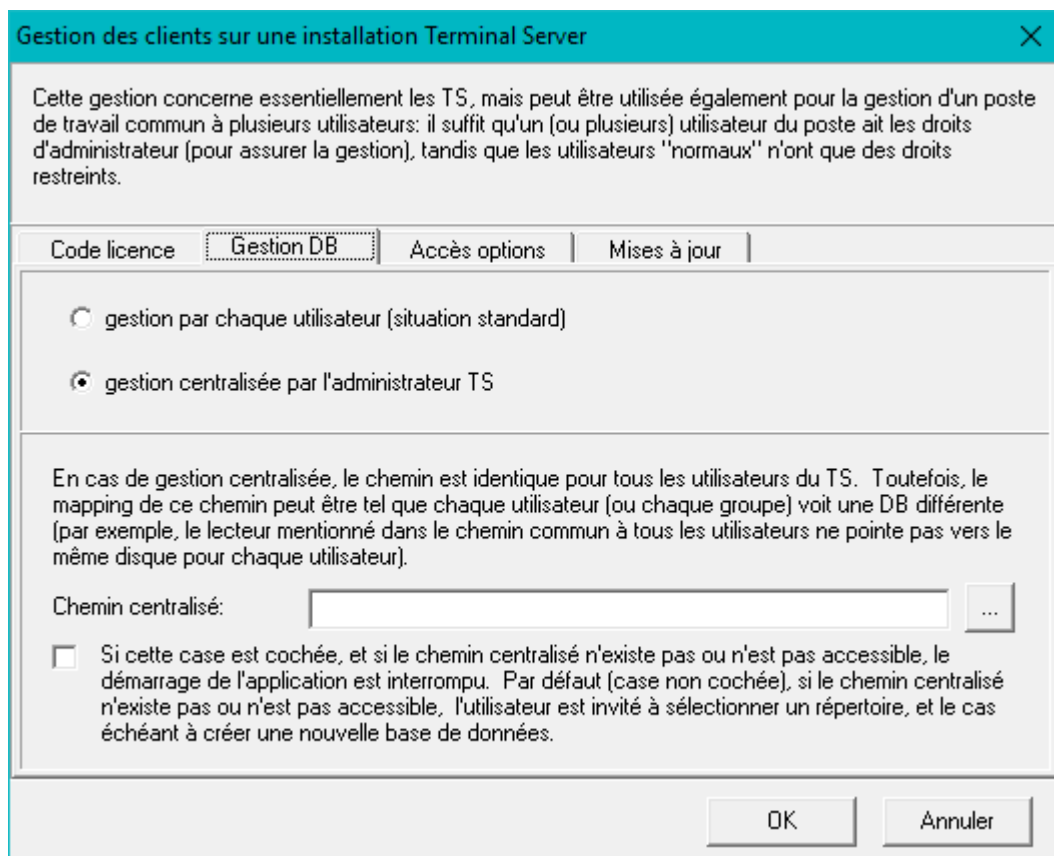 Gestion des clients sur une installation Terminal Server
Cette gestion concerne essentiellement les TS, mais peut être utilisée également pour la gestion d'un poste
de travail commun à plusieurs utilisateurs: il suffit qu'un (ou plusieurs) utilisateur du poste ait les droits
d'administrateur (pour assurer la gestion), tandis que les utilisateurs "normaux" n'ont que des droits
restreints.
Code licence Gestion DB Accès options Mises à jour
gestion par chaque utilisateur (situation standard)
gestion centralisée par l'administrateur TS
En cas de gestion centralisée, le chemin est identique pour tous les utilisateurs du TS. Toutefois, le
mapping de ce chemin peut être tel que chaque utilisateur (ou chaque groupe) voit une DB différente
(par exemple, le lecteur mentionné dans le chemin commun à tous les utilisateurs ne pointe pas vers le
même disque pour chaque utilisateur).
Chemin centralisé: ...
Si cette case est cochée, et si le chemin centralisé n'existe pas ou n'est pas accessible, le
démarrage de l'application est interrompu. Par défaut (case non cochée), si le chemin centralisé
n'existe pas ou n'est pas accessible, l'utilisateur est invité à sélectionner un répertoire, et le cas
échéant à créer une nouvelle base de données.
OK Annuler